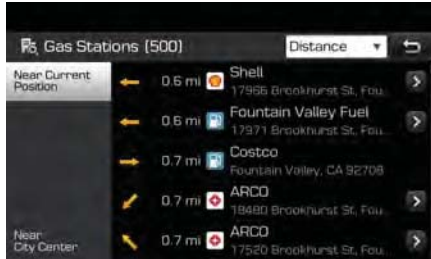 Gas Stations (500)
Distance
Near Current
Position
0.6 mi Shell
17966 Brookhurst St, Fou
0.6 mi Fountain Valley Fuel
17971 Brookhurst St, Fou
0.7 mi Costco
Fountain Valley, CA 92708
0.7 mi ARCO
18480 Brookhurst St, Fou
0.7 mi ARCO
17520 Brookhurst St, Fou
Near
City Center